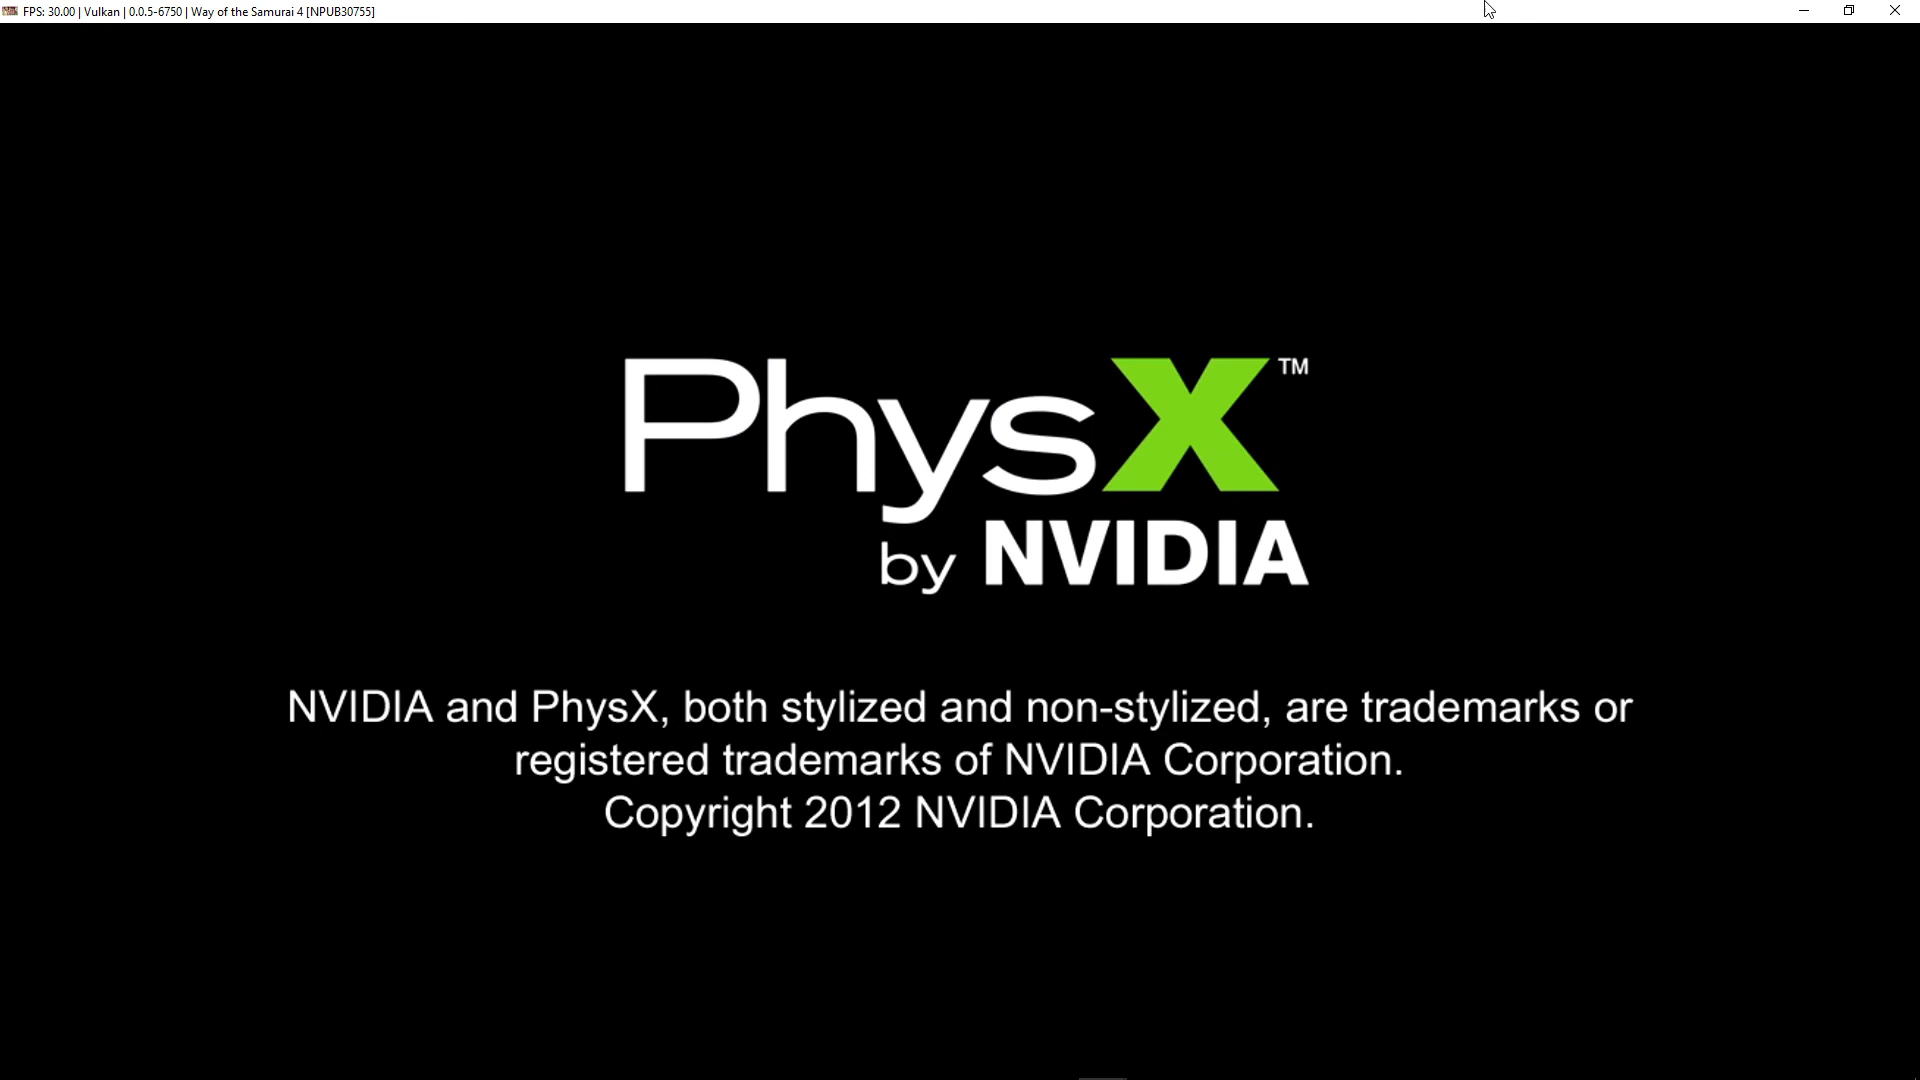 FPS: 30.00 | Vulkan | 0.0.5-6750 | Way of the Samurai 4 [NPUB30755]
PhysX™
by NVIDIA
NVIDIA and PhysX, both stylized and non-stylized, are trademarks or
registered trademarks of NVIDIA Corporation.
Copyright 2012 NVIDIA Corporation.